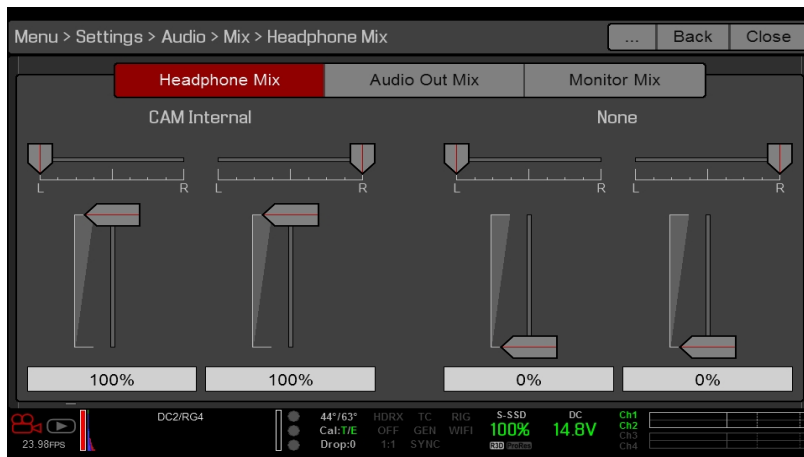 Menu > Settings > Audio > Mix > Headphone Mix ... Back Close
Headphone Mix Audio Out Mix Monitor Mix
CAM Internal None
L R L R L R L R
100% 100% 0% 0%
DC2/RG4 44°/63° HDRX TC RIG S-SSD DC Ch1
Cal:T/E OFF GEN WIFI 100% 14.8V Ch2
23.98FPS Drop:0 1:1 SYNC R3D ProRes Ch3
Ch4